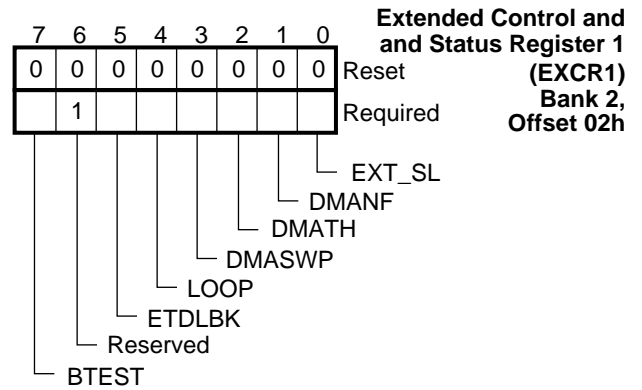 Extended Control and
and Status Register 1
(EXCR1)
Bank 2,
Offset 02h
7 6 5 4 3 2 1 0
0 0 0 0 0 0 0 0 Reset
1 Required
EXT_SL
DMANF
DMATH
DMASWP
LOOP
ETDLBK
Reserved
BTEST